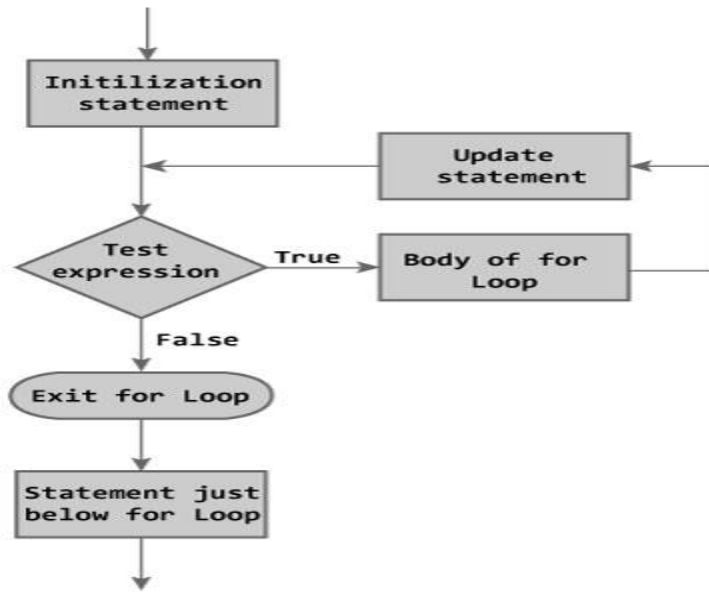 Initilization
statement
Update
statement
Test
expression
True
Body of for
Loop
False
Exit for Loop
Statement just
below for Loop